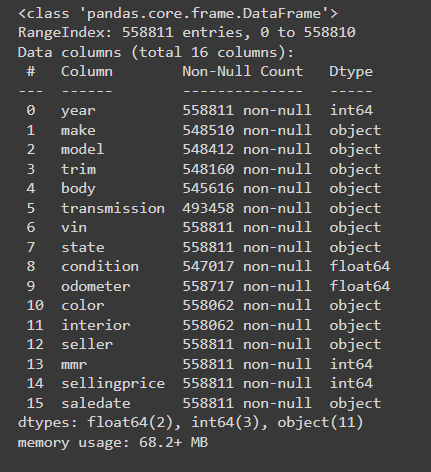 <class 'pandas.core.frame.DataFrame'>
RangeIndex: 558811 entries, 0 to 558810
Data columns (total 16 columns):
 #   Column        Non-Null Count   Dtype
---  ------        --------------   -----
 0   year          558811 non-null  int64
 1   make          548510 non-null  object
 2   model         548412 non-null  object
 3   trim          548160 non-null  object
 4   body          545616 non-null  object
 5   transmission  493458 non-null  object
 6   vin           558811 non-null  object
 7   state         558811 non-null  object
 8   condition     547017 non-null  float64
 9   odometer      558717 non-null  float64
 10  color         558062 non-null  object
 11  interior      558062 non-null  object
 12  seller        558811 non-null  object
 13  mmr           558811 non-null  int64
 14  sellingprice  558811 non-null  int64
 15  saledate      558811 non-null  object
dtypes: float64(2), int64(3), object(11)
memory usage: 68.2+ MB